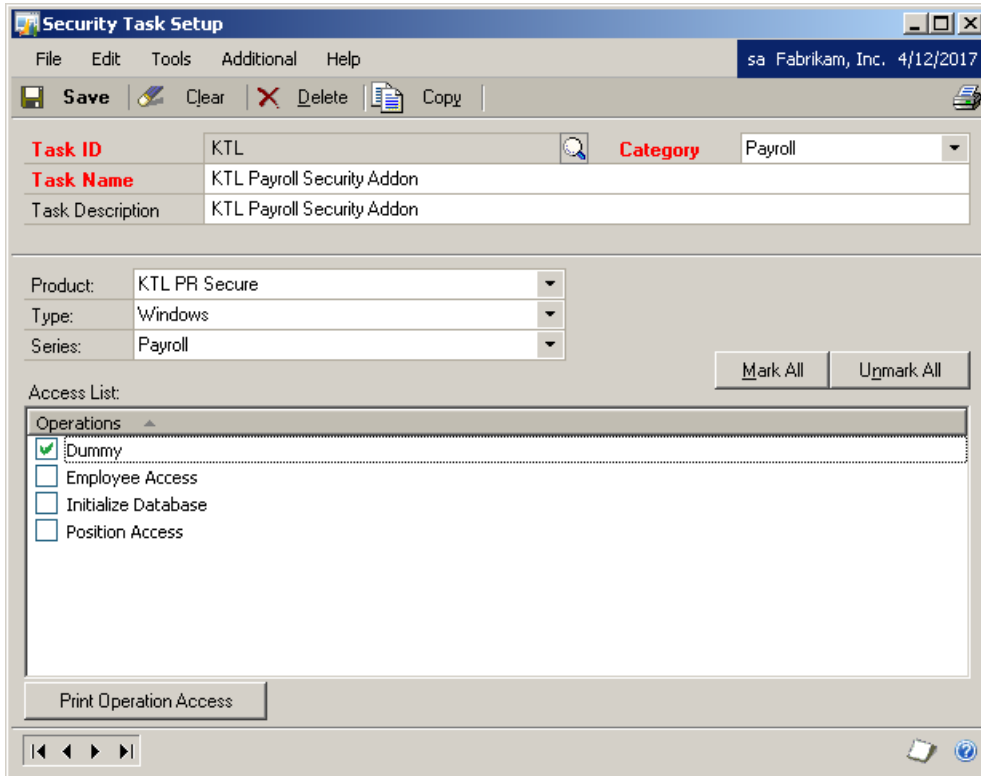 Security Task Setup
File Edit Tools Additional Help sa Fabrikam, Inc. 4/12/2017
Save Clear Delete Copy
Task ID KTL Category Payroll
Task Name KTL Payroll Security Addon
Task Description KTL Payroll Security Addon
Product: KTL PR Secure
Type: Windows
Series: Payroll
Mark All Unmark All
Access List:
Operations
Dummy
Employee Access
Initialize Database
Position Access
Print Operation Access